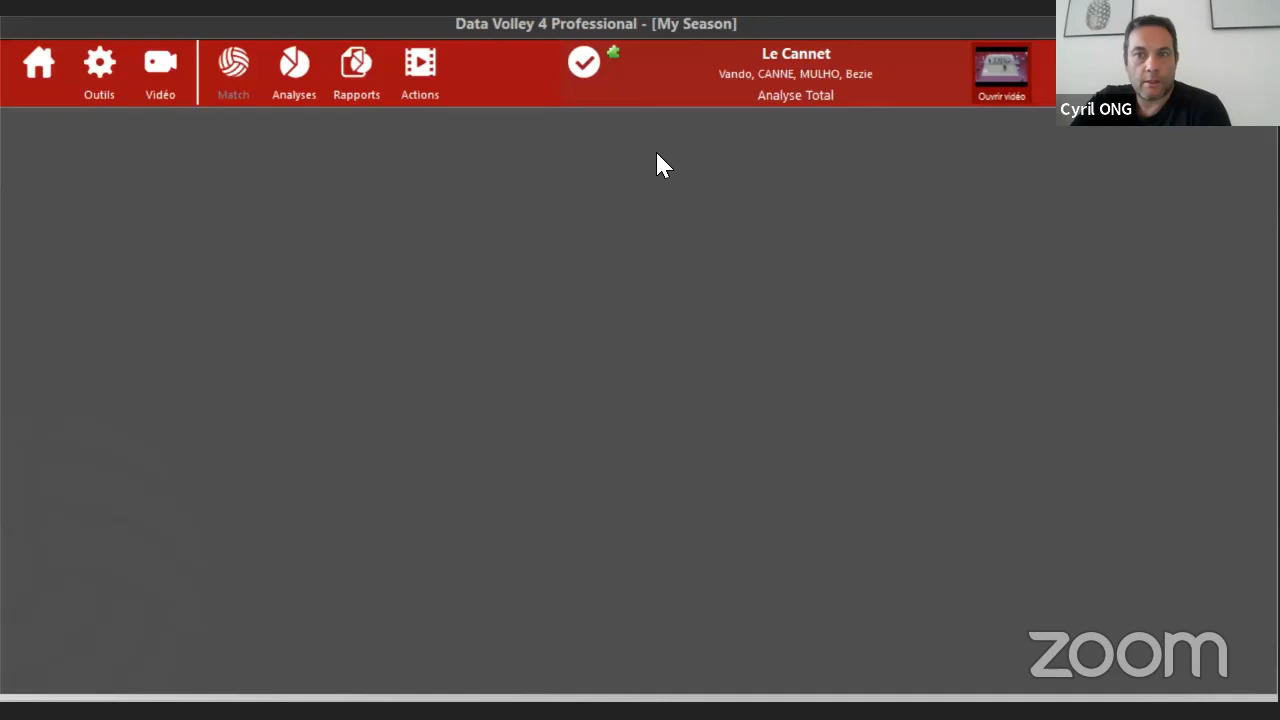 Data Volley 4 Professional - [My Season]
Outils
Vidéo
Match
Analyses
Rapports
Actions
Le Cannet
Vando, CANNE, MULHO, Bezie
Analyse Total
Ouvrir vidéo
Cyril ONG
zoom